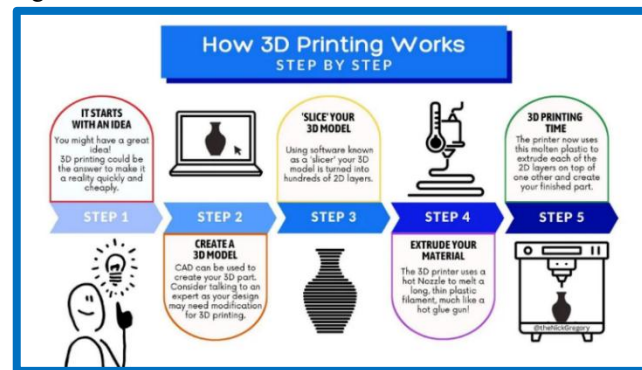 How 3D Printing Works
STEP BY STEP
IT STARTS
WITH AN IDEA
You might have a great
idea!
3D printing could be
the answer to make it
a reality quickly and
cheaply.
STEP 1
STEP 2
CREATE A
3D MODEL
CAD can be used to
create your 3D part.
Consider talking to an
expert as your design
may need modification
for 3D printing.
'SLICE' YOUR
3D MODEL
Using software known
as a 'slicer' your 3D
model is turned into
hundreds of 2D layers.
STEP 3
STEP 4
EXTRUDE YOUR
MATERIAL
The 3D printer uses a
hot Nozzle to melt a
long, thin plastic
filament, much like a
hot glue gun!
3D PRINTING
TIME
The printer now uses
this molten plastic to
extrude each of the
2D layers on top of
one other and create
your finished part.
STEP 5
@theNickGregory